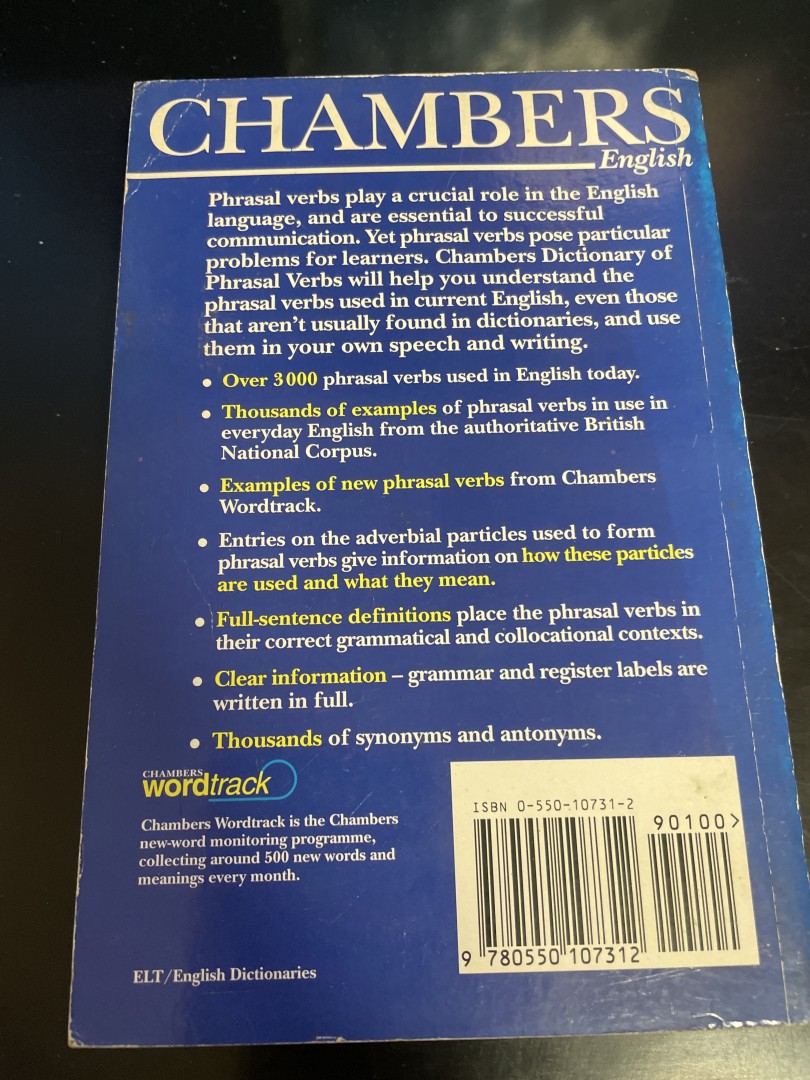 CHAMBERS
English
Phrasal verbs play a crucial role in the English
language, and are essential to successful
communication. Yet phrasal verbs pose particular
problems for learners. Chambers Dictionary of
Phrasal Verbs will help you understand the
phrasal verbs used in current English, even those
that aren't usually found in dictionaries, and use
them in your own speech and writing.
• Over 3000 phrasal verbs used in English today.
• Thousands of examples of phrasal verbs in use in
everyday English from the authoritative British
National Corpus.
• Examples of new phrasal verbs from Chambers
Wordtrack.
• Entries on the adverbial particles used to form
phrasal verbs give information on how these particles
are used and what they mean.
• Full-sentence definitions place the phrasal verbs in
their correct grammatical and collocational contexts.
• Clear information – grammar and register labels are
written in full.
• Thousands of synonyms and antonyms.
CHAMBERS
wordtrack
Chambers Wordtrack is the Chambers
new-word monitoring programme,
collecting around 500 new words and
meanings every month.
ELT/English Dictionaries
ISBN 0-550-10731-2
90100>
9 780550 107312